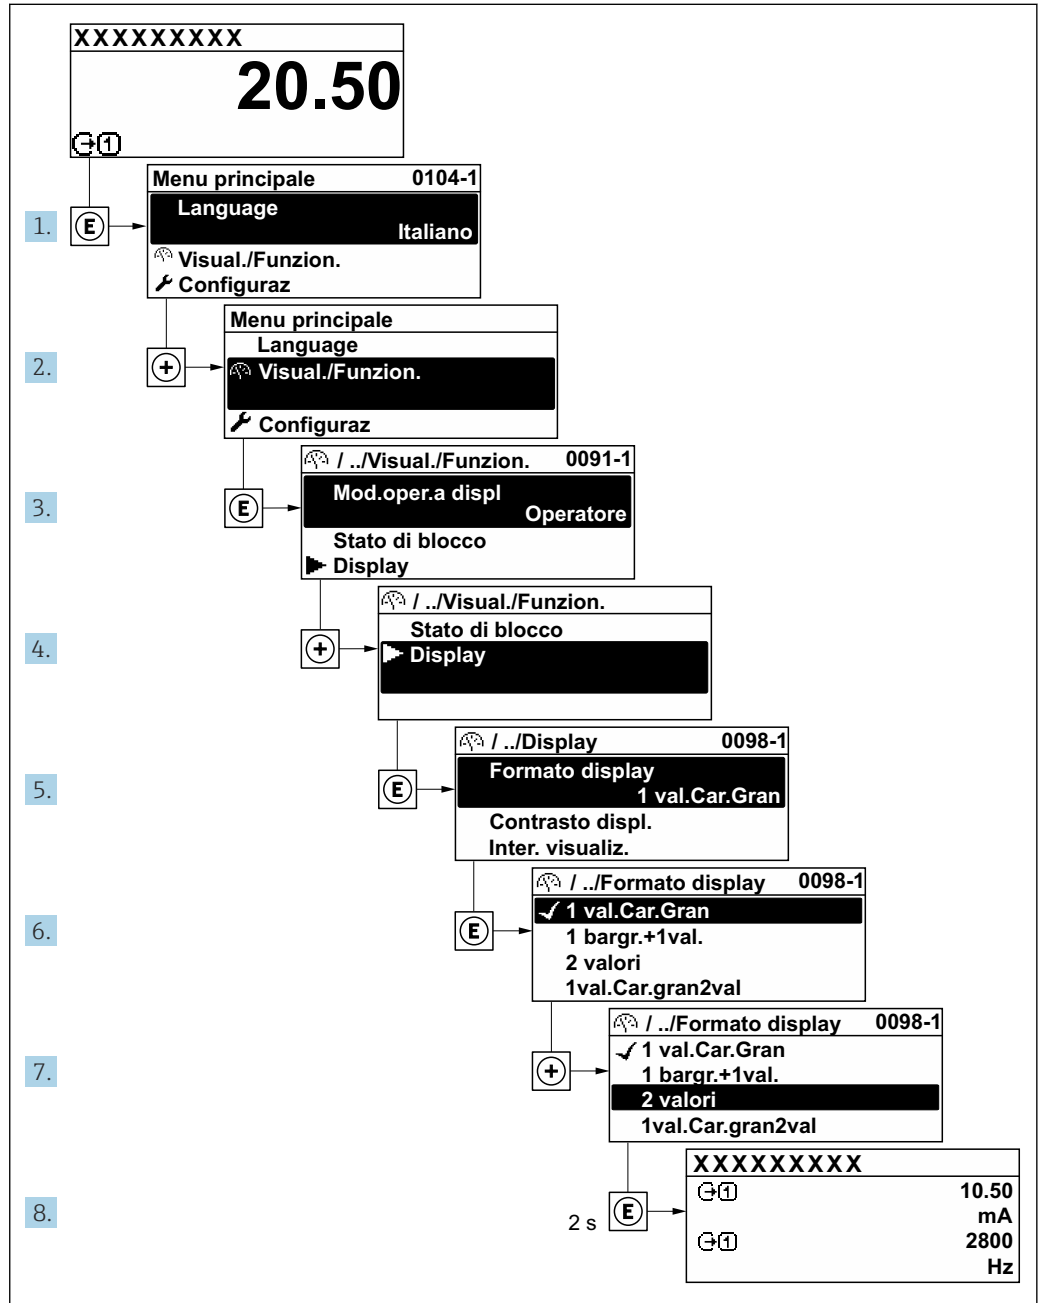 XXXXXXXXX
20.50
1
Menu principale 0104-1
Language
Italiano
1. E
Visual./Funzion.
Configuraz
Menu principale
Language
2. +
Visual./Funzion.
Configuraz
/ ../Visual./Funzion. 0091-1
Mod.oper.a displ
3. E
Operatore
Stato di blocco
Display
/ ../Visual./Funzion.
Stato di blocco
4. +
Display
/ ../Display 0098-1
Formato display
5. E
1 val.Car.Gran
Contrasto displ.
Inter. visualiz.
/ ../Formato display 0098-1
1 val.Car.Gran
6. E
1 bargr.+1val.
2 valori
1val.Car.gran2val
/ ../Formato display 0098-1
1 val.Car.Gran
7. +
1 bargr.+1val.
2 valori
1val.Car.gran2val
XXXXXXXXX
1 10.50
mA
8. 2 s E
1 2800
Hz